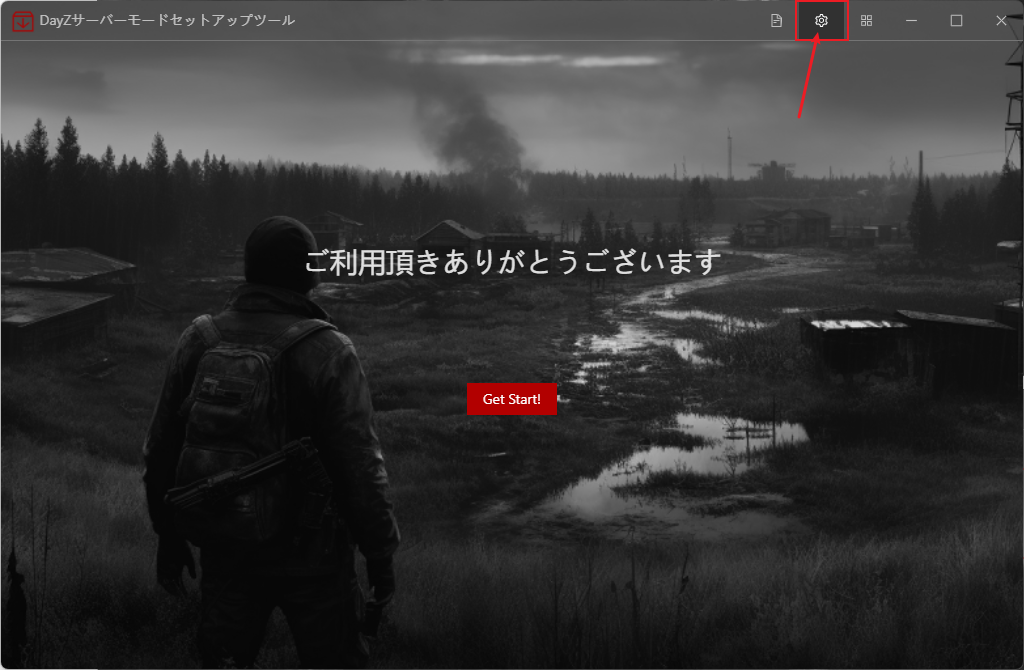 DayZサーバーモードセットアップツール
ご利用頂きありがとうございます
Get Start!